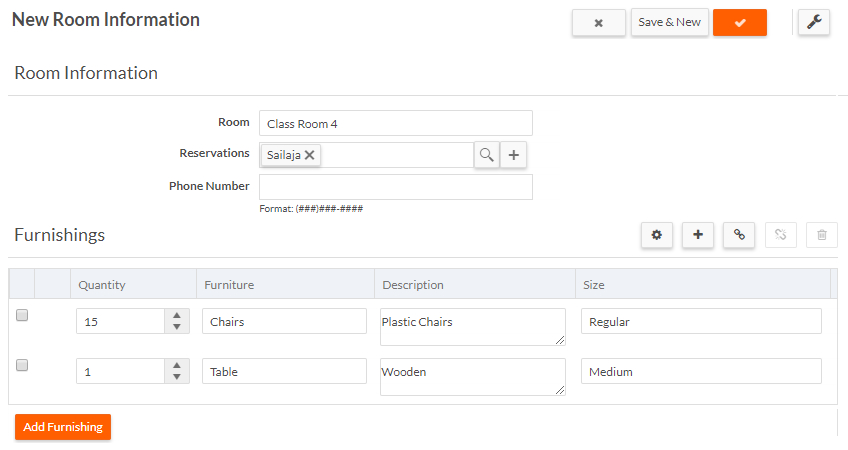 New Room Information
Save & New
Room Information
Room Class Room 4
Reservations Sailaja
Phone Number
Format: (###)###-####
Furnishings
Quantity Furniture Description Size
15 Chairs Plastic Chairs Regular
1 Table Wooden Medium
Add Furnishing